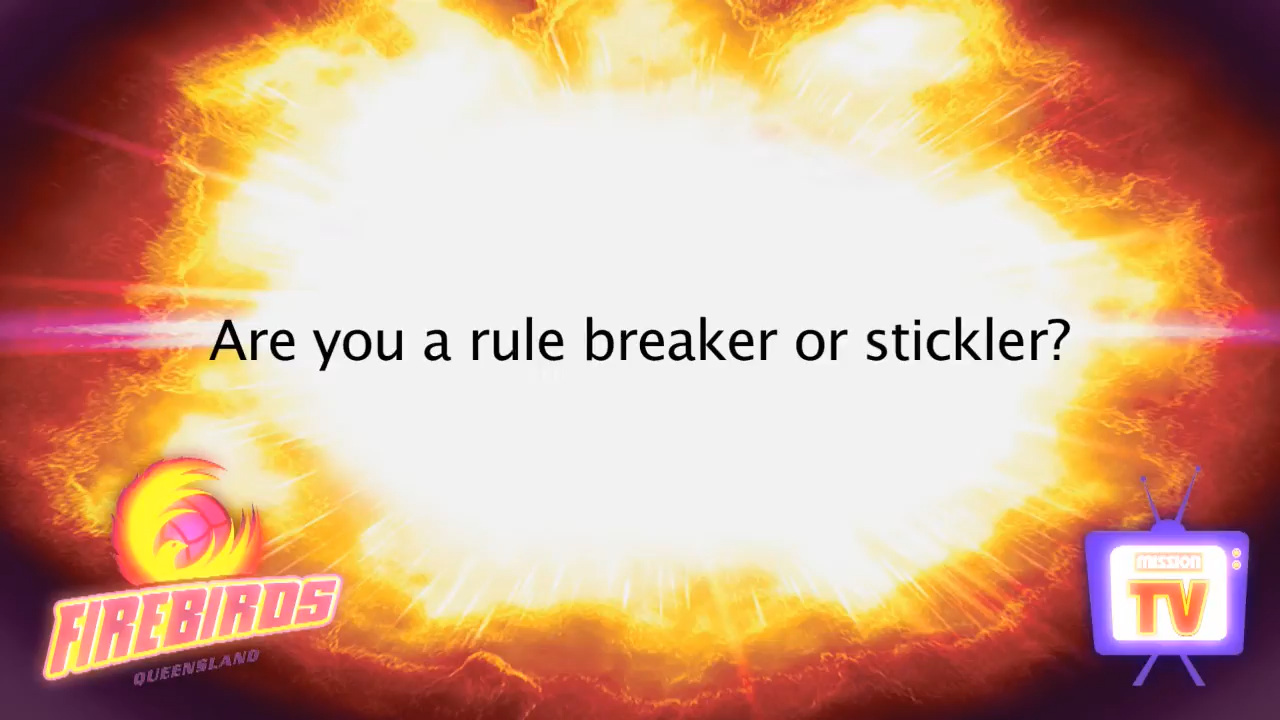 Are you a rule breaker or stickler?
FIREBIRDS
QUEENSLAND
MISSION
TV